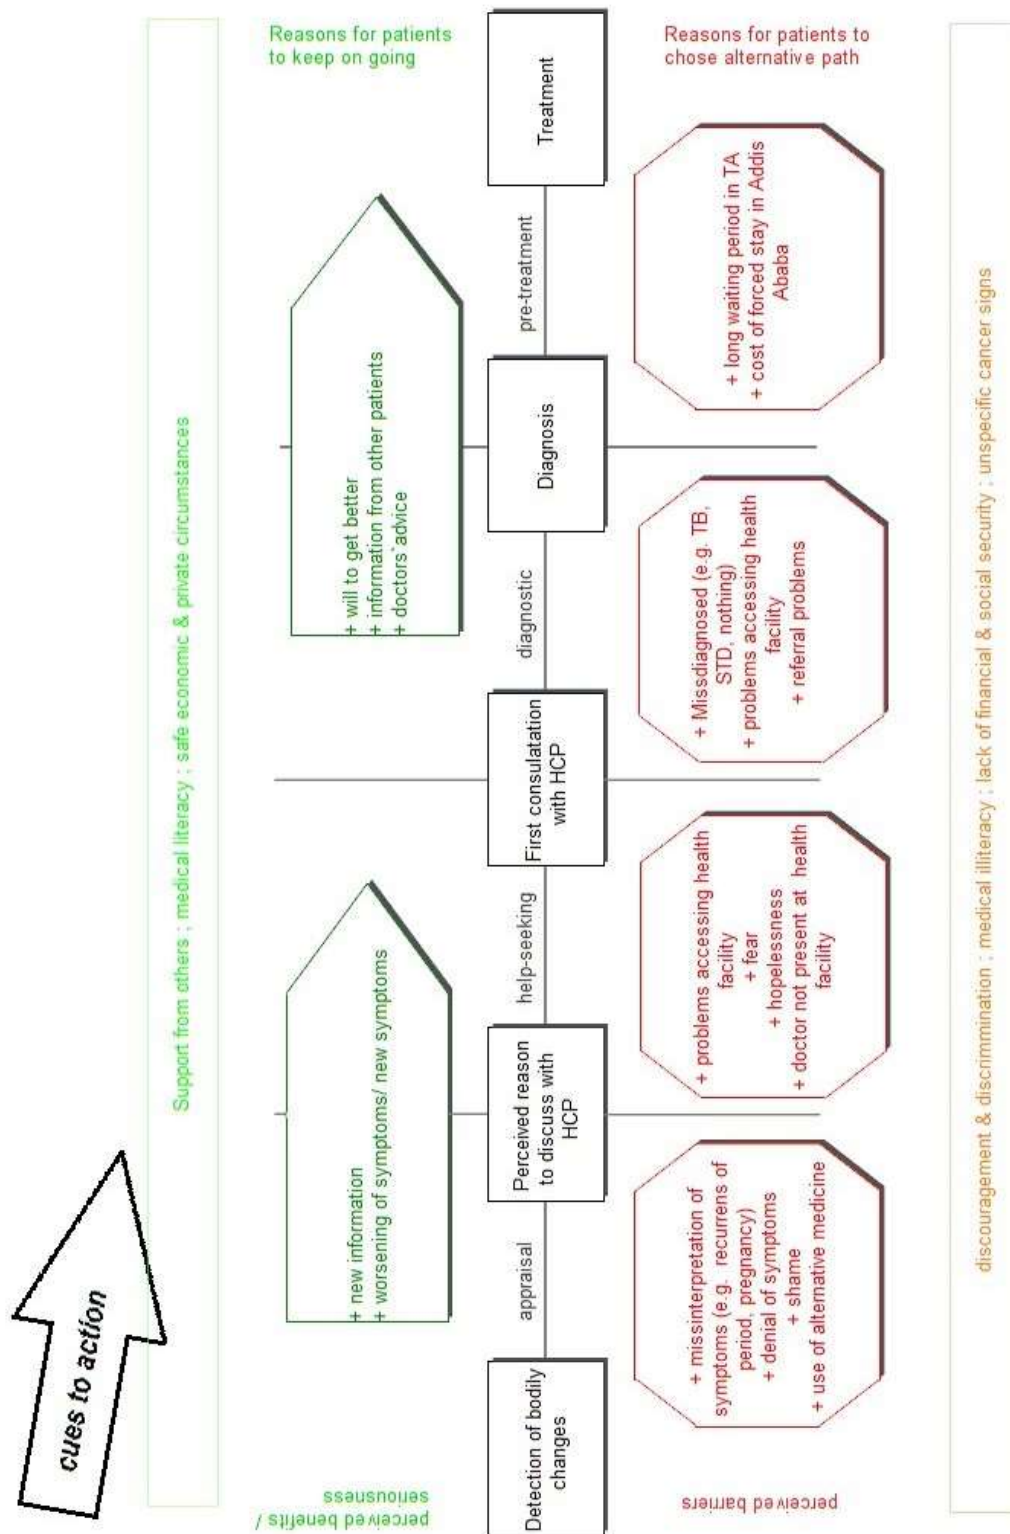 cues to action
Support from others ; medical literacy ; safe economic & private circumstances
perceived benefits /
seriousness
Reasons for patients
to keep on going
+ new information
+ worsening of symptoms/ new symptoms
+ will to get better
+ information from other patients
+ doctors´advice
Detection of bodily
changes
appraisal
Perceived reason
to discuss with
HCP
help-seeking
First consulatation
with HCP
diagnostic
Diagnosis
pre-treatment
Treatment
perceived barriers
Reasons for patients to
chose alternative path
+ missinterpretation of
symptoms (e.g. recurrens of
period, pregnancy)
+ denial of symptoms
+ shame
+ use of alternative medicine
+ problems accessing health
facility
+ fear
+ hopelessness
+ doctor not present at health
facility
+ Missdiagnosed (e.g. TB,
STD, nothing)
+ problems accessing health
facility
+ referral problems
+ long waiting period in TA
+ cost of forced stay in Addis
Ababa
discouragement & discrimmination ; medical illiteracy ; lack of financial & social security ; unspecific cancer signs